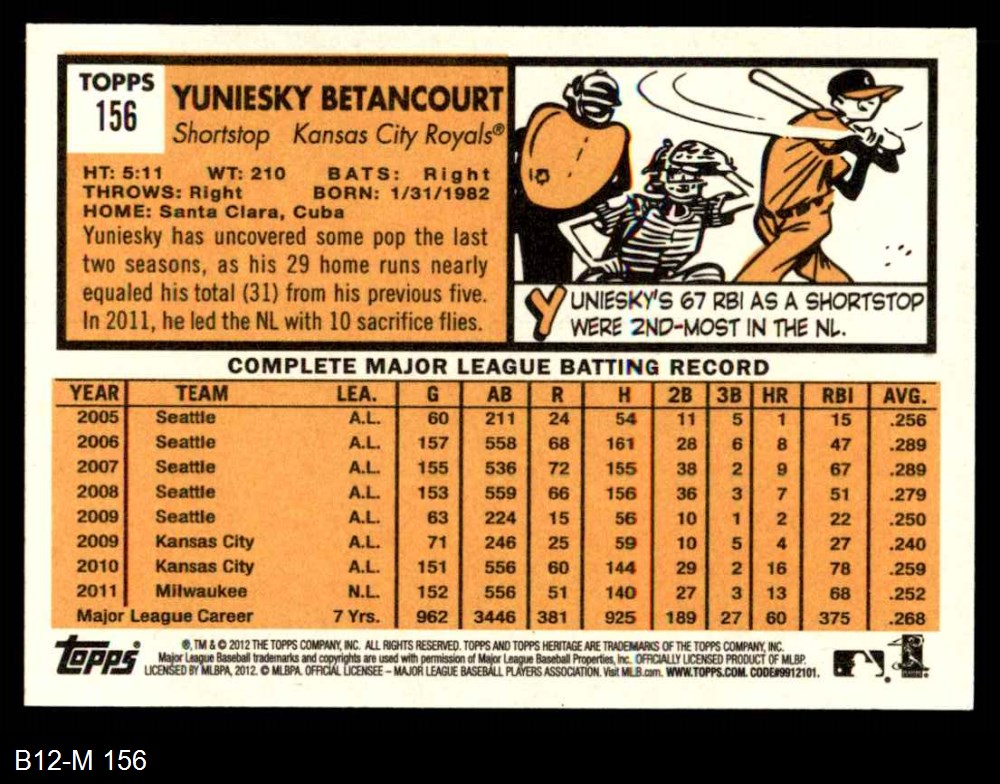 TOPPS
156
YUNIESKY BETANCOURT
Shortstop Kansas City Royals®
HT: 5:11 WT: 210 BATS: Right
THROWS: Right BORN: 1/31/1982
HOME: Santa Clara, Cuba
Yuniesky has uncovered some pop the last
two seasons, as his 29 home runs nearly
equaled his total (31) from his previous five.
In 2011, he led the NL with 10 sacrifice flies.
YUNIESKY'S 67 RBI AS A SHORTSTOP
WERE 2ND-MOST IN THE NL.
COMPLETE MAJOR LEAGUE BATTING RECORD
YEAR TEAM LEA. G AB R H 2B 3B HR RBI AVG.
2005 Seattle A.L. 60 211 24 54 11 5 1 15 .256
2006 Seattle A.L. 157 558 68 161 28 6 8 47 .289
2007 Seattle A.L. 155 536 72 155 38 2 9 67 .289
2008 Seattle A.L. 153 559 66 156 36 3 7 51 .279
2009 Seattle A.L. 63 224 15 56 10 1 2 22 .250
2009 Kansas City A.L. 71 246 25 59 10 5 4 27 .240
2010 Kansas City A.L. 151 556 60 144 29 2 16 78 .259
2011 Milwaukee N.L. 152 556 51 140 27 3 13 68 .252
Major League Career 7 Yrs. 962 3446 381 925 189 27 60 375 .268
Topps®
®, TM & © 2012 THE TOPPS COMPANY, INC. ALL RIGHTS RESERVED. TOPPS AND TOPPS HERITAGE ARE TRADEMARKS OF THE TOPPS COMPANY, INC.
Major League Baseball trademarks and copyrights are used with permission of Major League Baseball Properties, Inc. OFFICIALLY LICENSED PRODUCT OF MLBP.
LICENSED BY MLBPA, 2012. © MLBPA. OFFICIAL LICENSEE – MAJOR LEAGUE BASEBALL PLAYERS ASSOCIATION. Visit MLB.com. WWW.TOPPS.COM. CODE#9912101.
B12-M 156